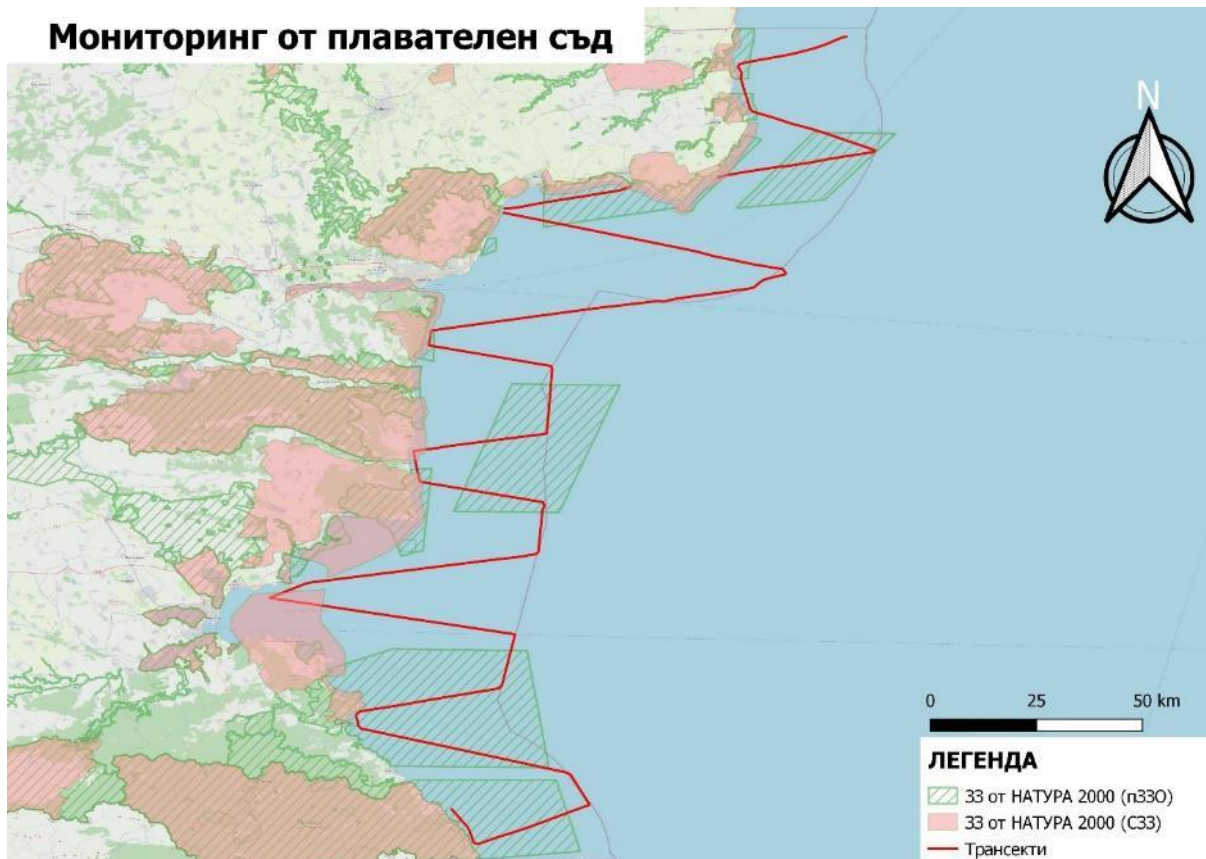 Мониторинг от плавателен съд
N
0 25 50 km
ЛЕГЕНДА
ЗЗ от НАТУРА 2000 (пЗЗО)
ЗЗ от НАТУРА 2000 (СЗЗ)
Трансекти